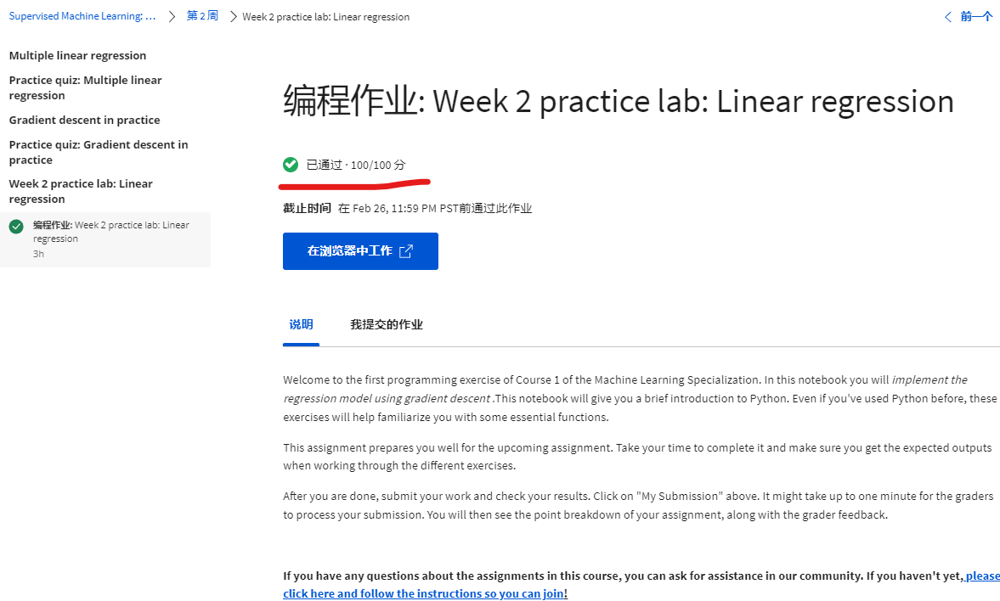 Supervised Machine Learning: ... > 第 2 周 > Week 2 practice lab: Linear regression
前一个
Multiple linear regression
Practice quiz: Multiple linear
regression
Gradient descent in practice
Practice quiz: Gradient descent in
practice
Week 2 practice lab: Linear
regression
编程作业: Week 2 practice lab: Linear
regression
3h
编程作业: Week 2 practice lab: Linear regression
已通过 · 100/100 分
截止时间 在 Feb 26, 11:59 PM PST前通过此作业
在浏览器中工作
说明 我提交的作业
Welcome to the first programming exercise of Course 1 of the Machine Learning Specialization. In this notebook you will implement the
regression model using gradient descent .This notebook will give you a brief introduction to Python. Even if you've used Python before, these
exercises will help familiarize you with some essential functions.
This assignment prepares you well for the upcoming assignment. Take your time to complete it and make sure you get the expected outputs
when working through the different exercises.
After you are done, submit your work and check your results. Click on "My Submission" above. It might take up to one minute for the graders
to process your submission. You will then see the point breakdown of your assignment, along with the grader feedback.
If you have any questions about the assignments in this course, you can ask for assistance in our community. If you haven't yet, please
click here and follow the instructions so you can join!